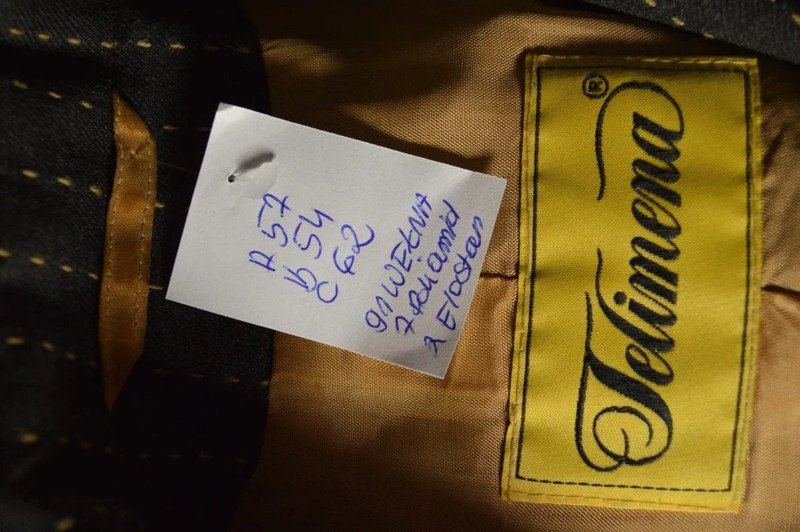 A 57
b 54
C 62
91 WEŁNA
7 Poliamid
2 Elastan
Telimena
R